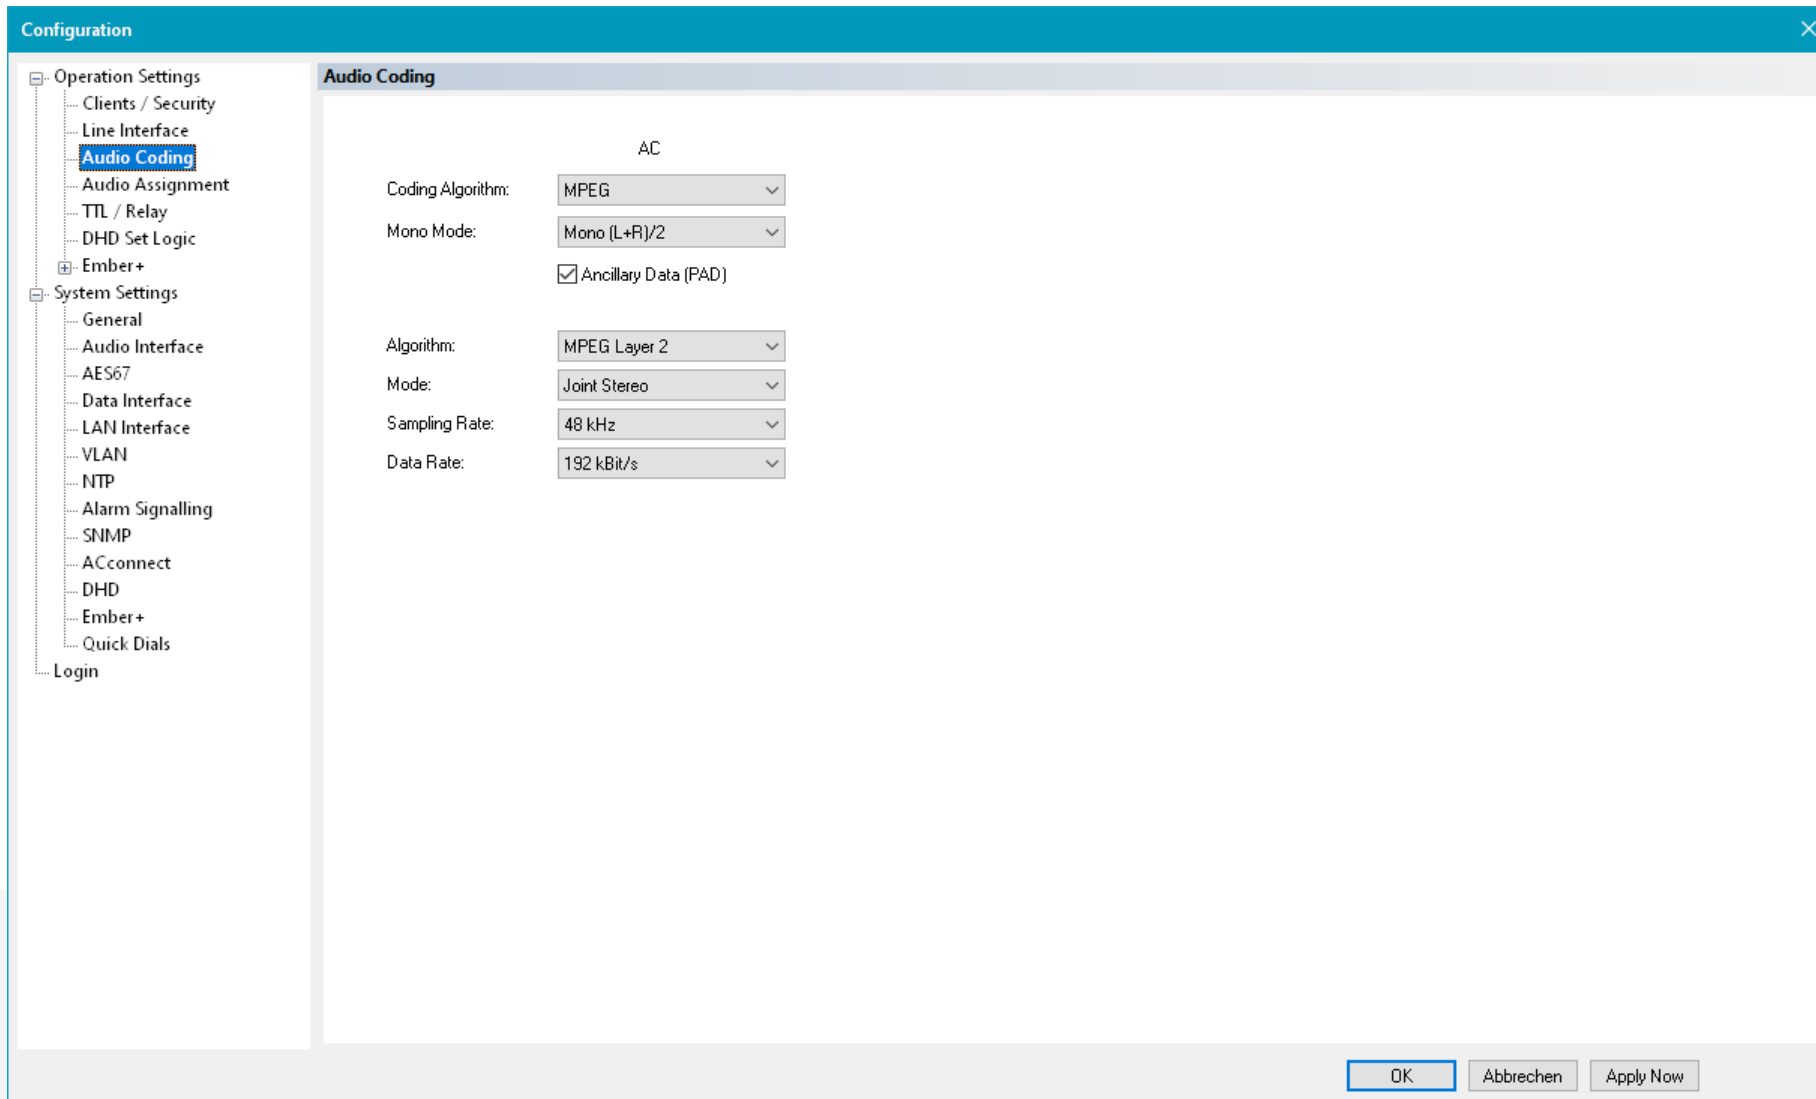 Configuration
Operation Settings
Clients / Security
Line Interface
Audio Coding
Audio Assignment
TTL / Relay
DHD Set Logic
Ember+
System Settings
General
Audio Interface
AES67
Data Interface
LAN Interface
VLAN
NTP
Alarm Signalling
SNMP
ACconnect
DHD
Ember+
Quick Dials
Login
Audio Coding
AC
Coding Algorithm: MPEG
Mono Mode: Mono (L+R)/2
Ancillary Data (PAD)
Algorithm: MPEG Layer 2
Mode: Joint Stereo
Sampling Rate: 48 kHz
Data Rate: 192 kBit/s
OK Abbrechen Apply Now